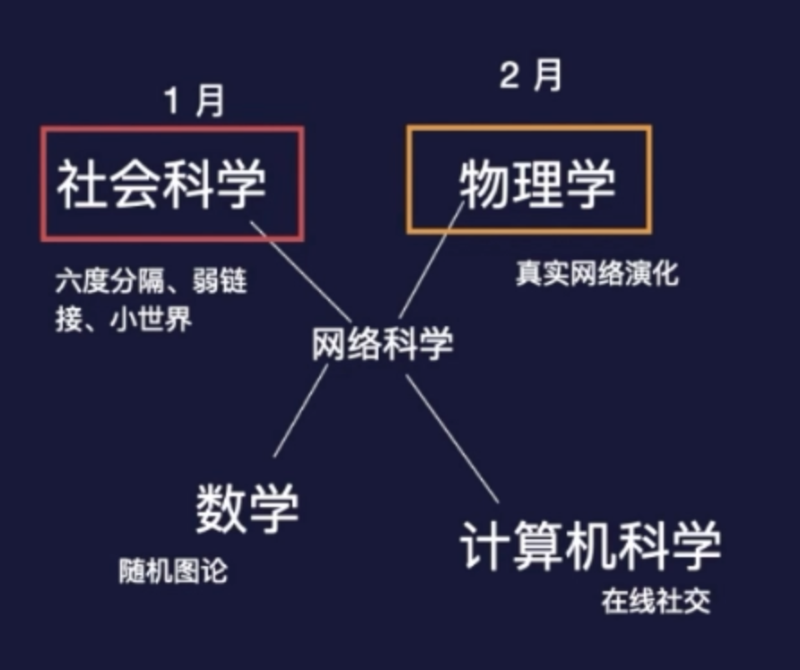 1 月
2 月
社会科学
物理学
六度分隔、弱链
接、小世界
真实网络演化
网络科学
数学
随机图论
计算机科学
在线社交